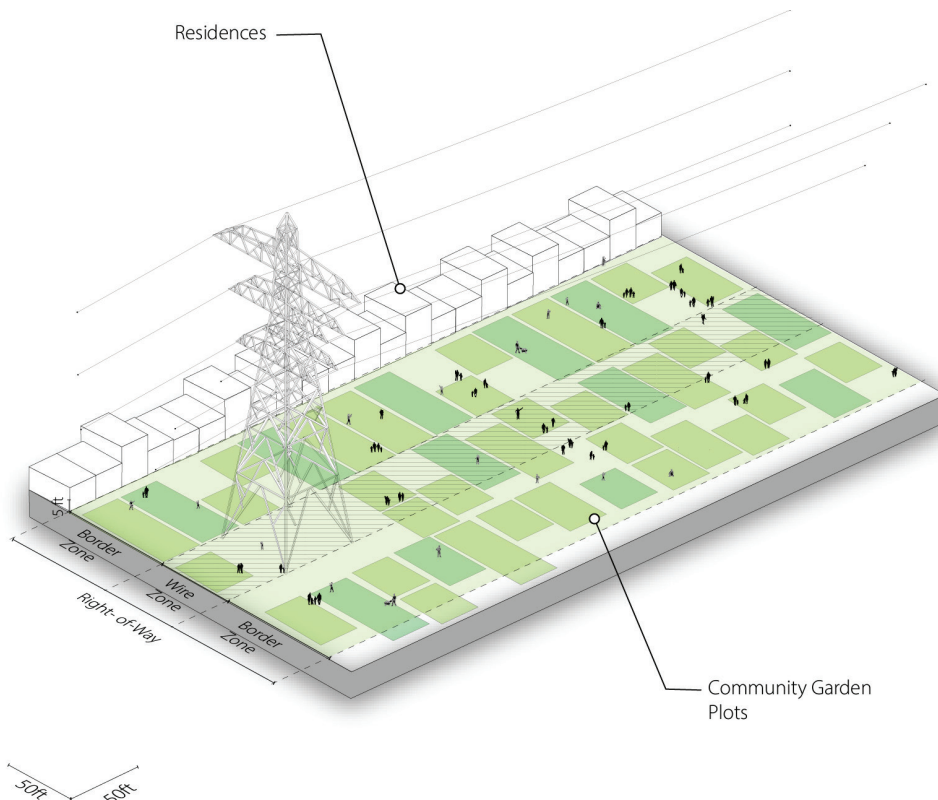 Residences
5 ft
Border
Zone
Wire
Zone
Border
Zone
Right-of-Way
Community Garden
Plots
50ft
50ft